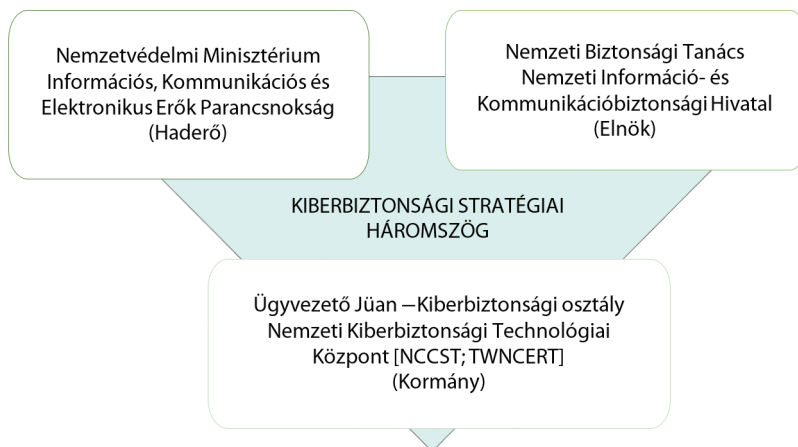 Nemzetvédelmi Minisztérium
Információs, Kommunikációs és
Elektronikus Erők Parancsnokság
(Haderő)
Nemzeti Biztonsági Tanács
Nemzeti Információ- és
Kommunikációbiztonsági Hivatal
(Elnök)
KIBERBIZTONSÁGI STRATÉGIAI
HÁROMSZÖG
Ügyvezető Jüan —Kiberbiztonsági osztály
Nemzeti Kiberbiztonsági Technológiai
Központ [NCCST; TWNCERT]
(Kormány)